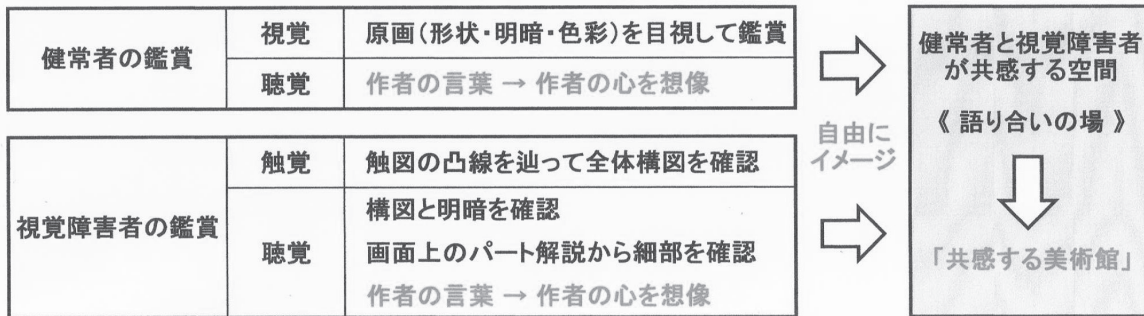 健常者の鑑賞
視覚
原画(形状・明暗・色彩)を目視して鑑賞
聴覚
作者の言葉 → 作者の心を想像
視覚障害者の鑑賞
触覚
触図の凸線を辿って全体構図を確認
聴覚
構図と明暗を確認
画面上のパート解説から細部を確認
作者の言葉 → 作者の心を想像
自由に
イメージ
健常者と視覚障害者
が共感する空間
《 語り合いの場 》
「共感する美術館」